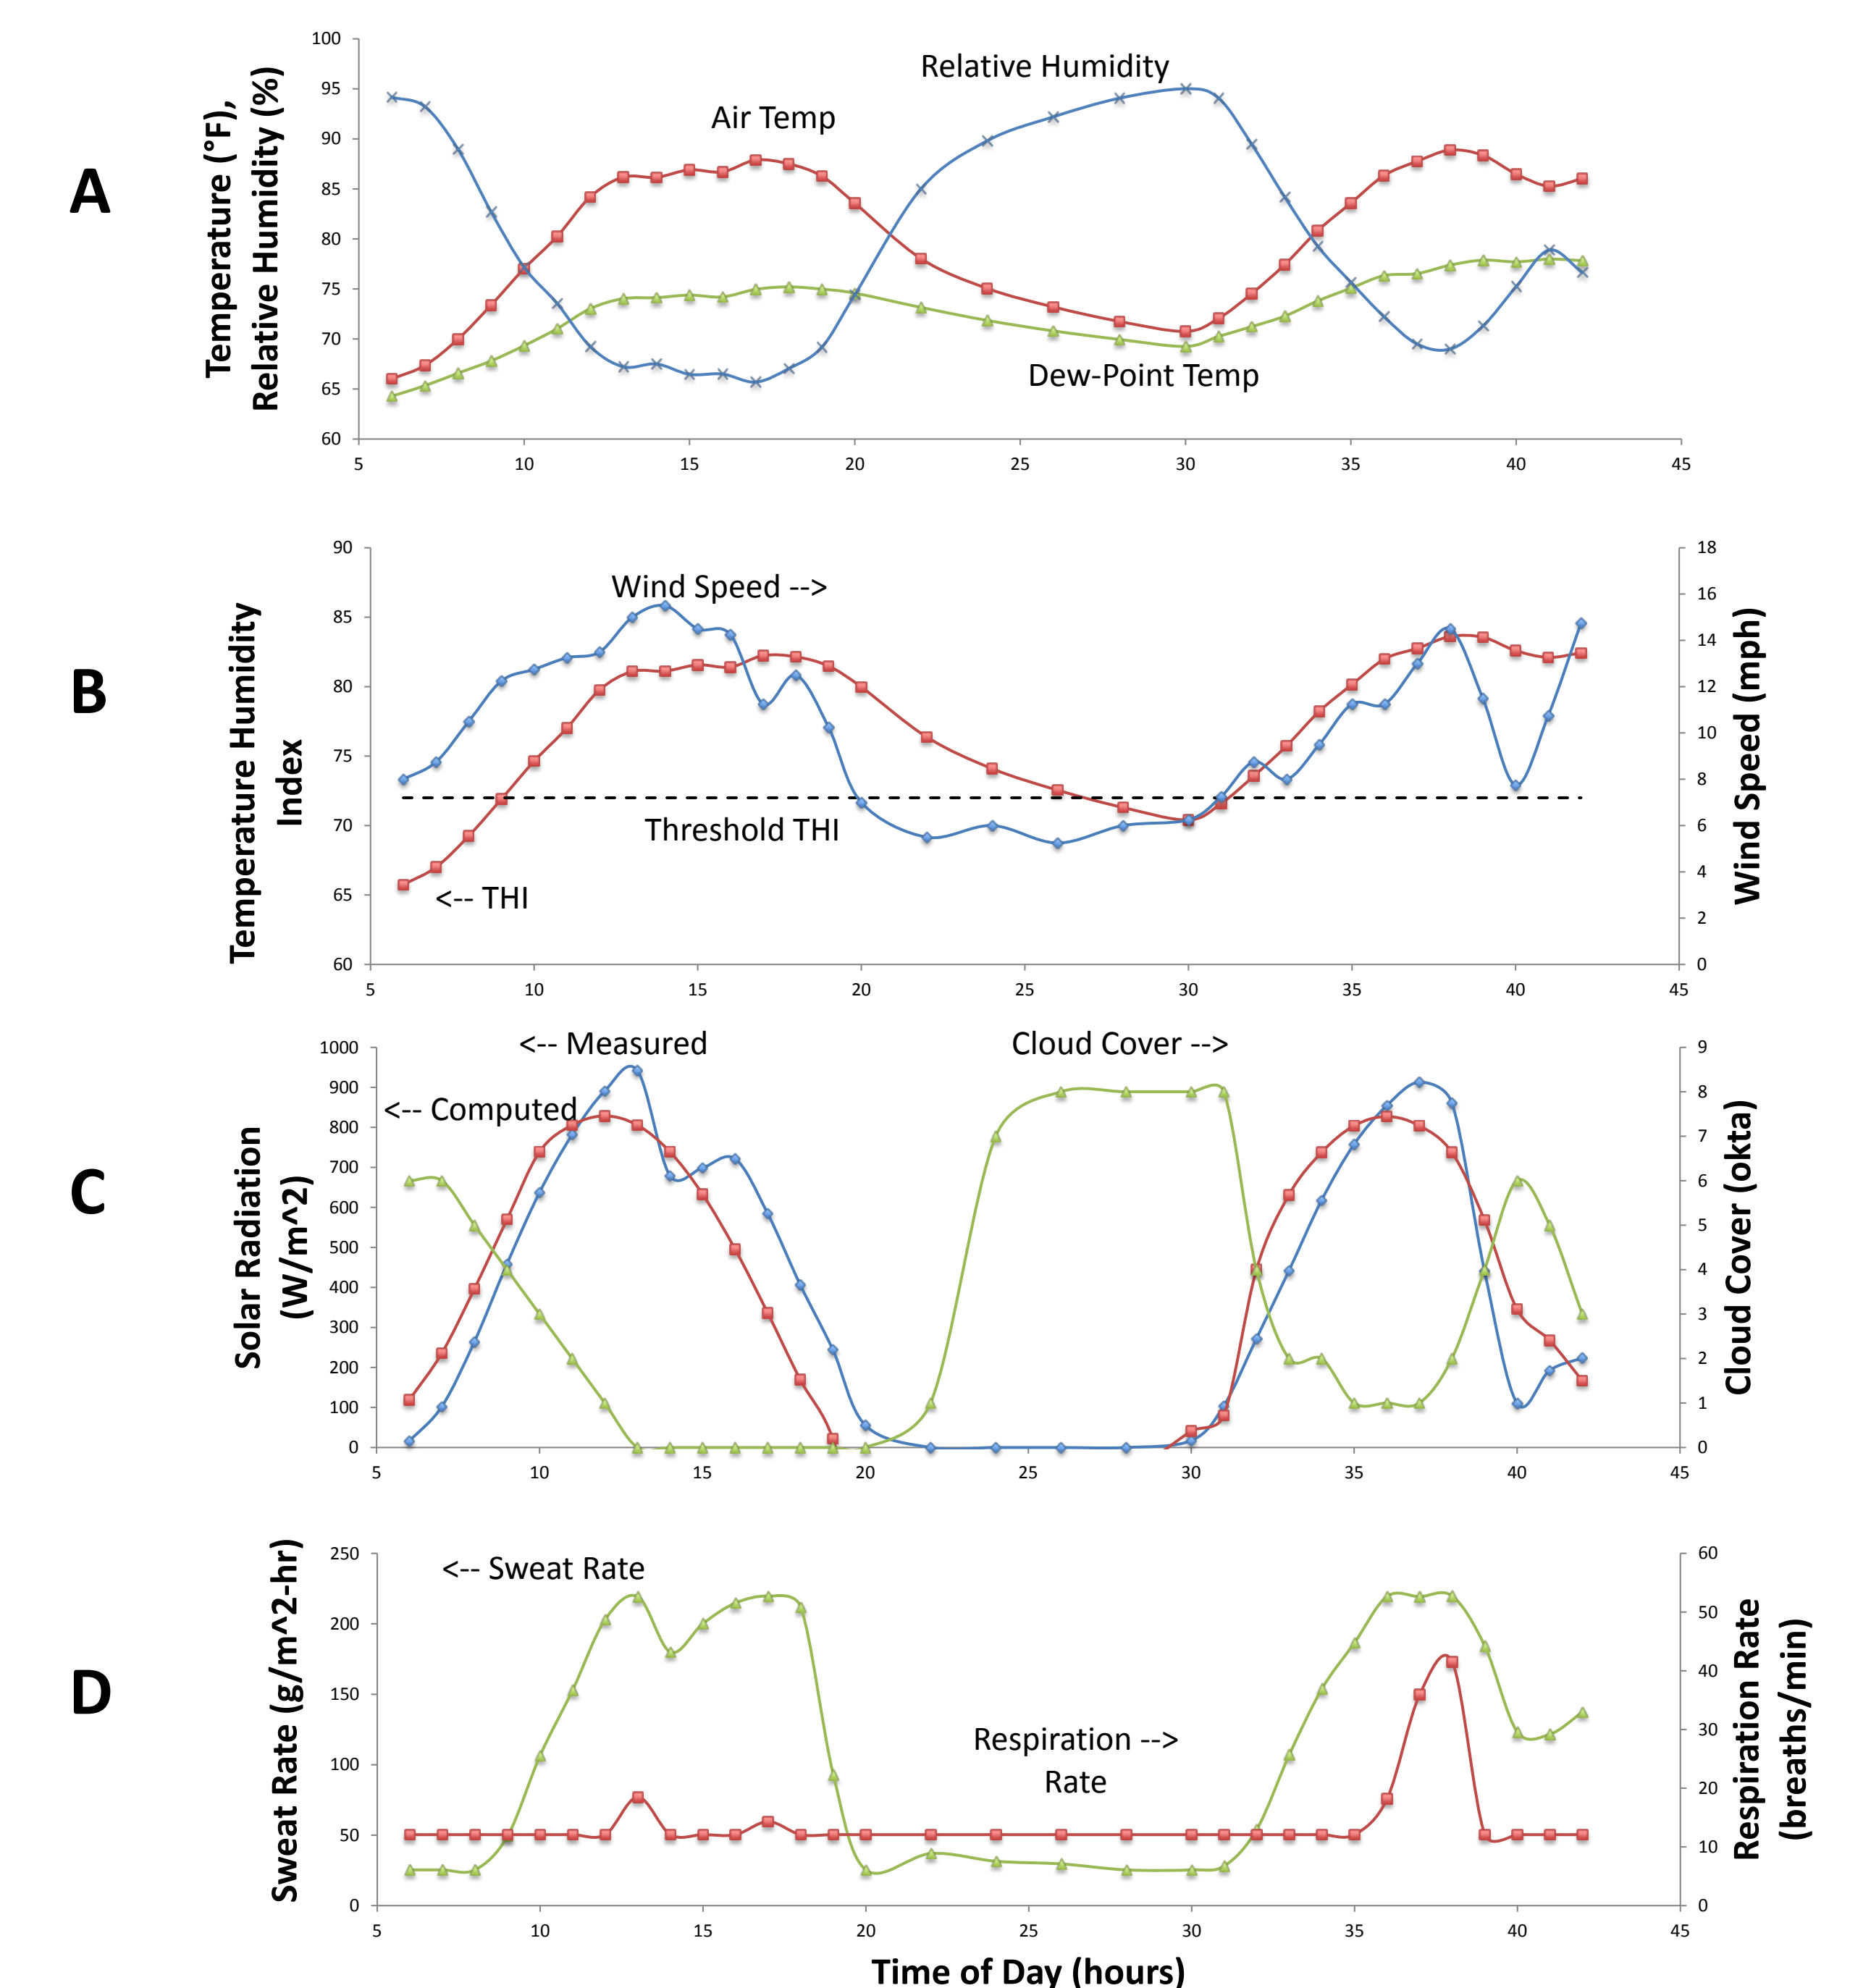 A
Temperature (°F),
Relative Humidity (%)
100
95
90
85
80
75
70
65
60
Relative Humidity
Air Temp
Dew-Point Temp
5 10 15 20 25 30 35 40 45
B
Temperature Humidity
Index
90
85
80
75
70
65
60
Wind Speed -->
Threshold THI
<-- THI
18
16
14
12
10
8
6
4
2
0
Wind Speed (mph)
5 10 15 20 25 30 35 40 45
C
Solar Radiation
(W/m^2)
<-- Measured
Cloud Cover -->
<-- Computed
1000
900
800
700
600
500
400
300
200
100
0
9
8
7
6
5
4
3
2
1
0
Cloud Cover (okta)
5 10 15 20 25 30 35 40 45
D
Sweat Rate (g/m^2-hr)
250
200
150
100
50
0
<-- Sweat Rate
Respiration -->
Rate
60
50
40
30
20
10
0
Respiration Rate
(breaths/min)
5 10 15 20 25 30 35 40 45
Time of Day (hours)